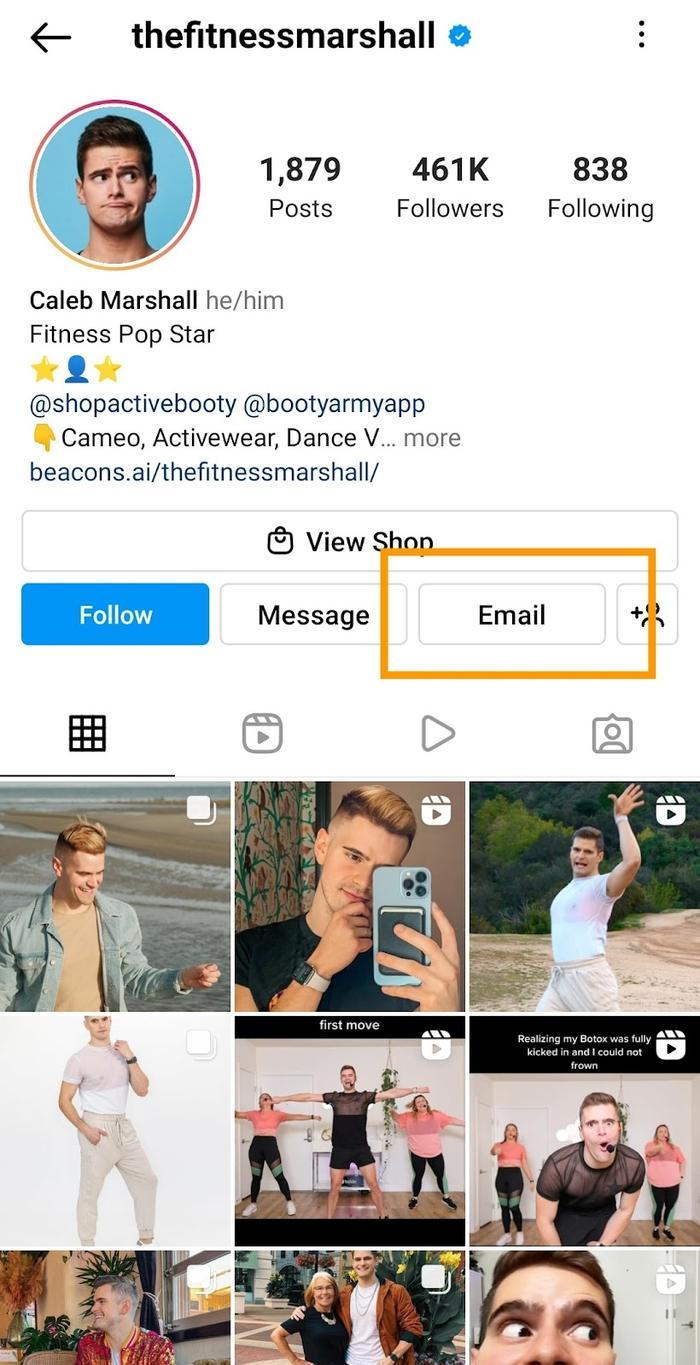 thefitnessmarshall
1,879 461K 838
Posts Followers Following
Caleb Marshall he/him
Fitness Pop Star
⭐👤⭐
@shopactivebooty @bootyarmyapp
👇Cameo, Activewear, Dance V... more
beacons.ai/thefitnessmarshall/
View Shop
Follow Message Email
first move
Realizing my Botox was fully
kicked in and I could not
frown